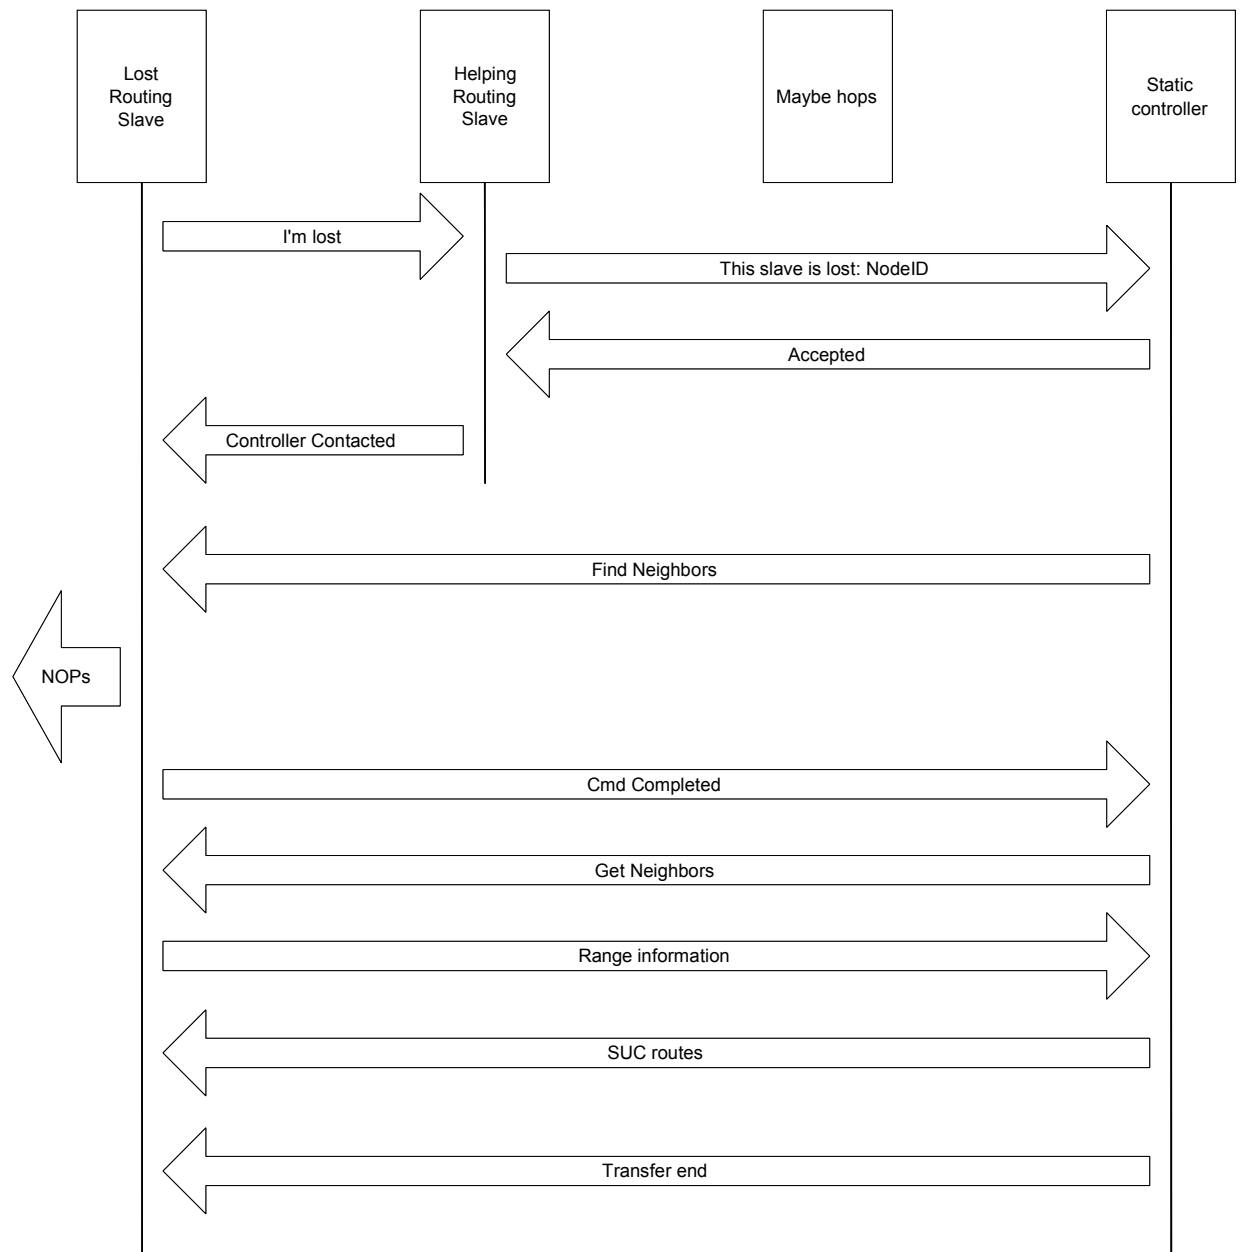 Lost
Routing
Slave
Helping
Routing
Slave
Maybe hops
Static
controller
I'm lost
This slave is lost: NodeID
Accepted
Controller Contacted
Find Neighbors
NOPs
Cmd Completed
Get Neighbors
Range information
SUC routes
Transfer end